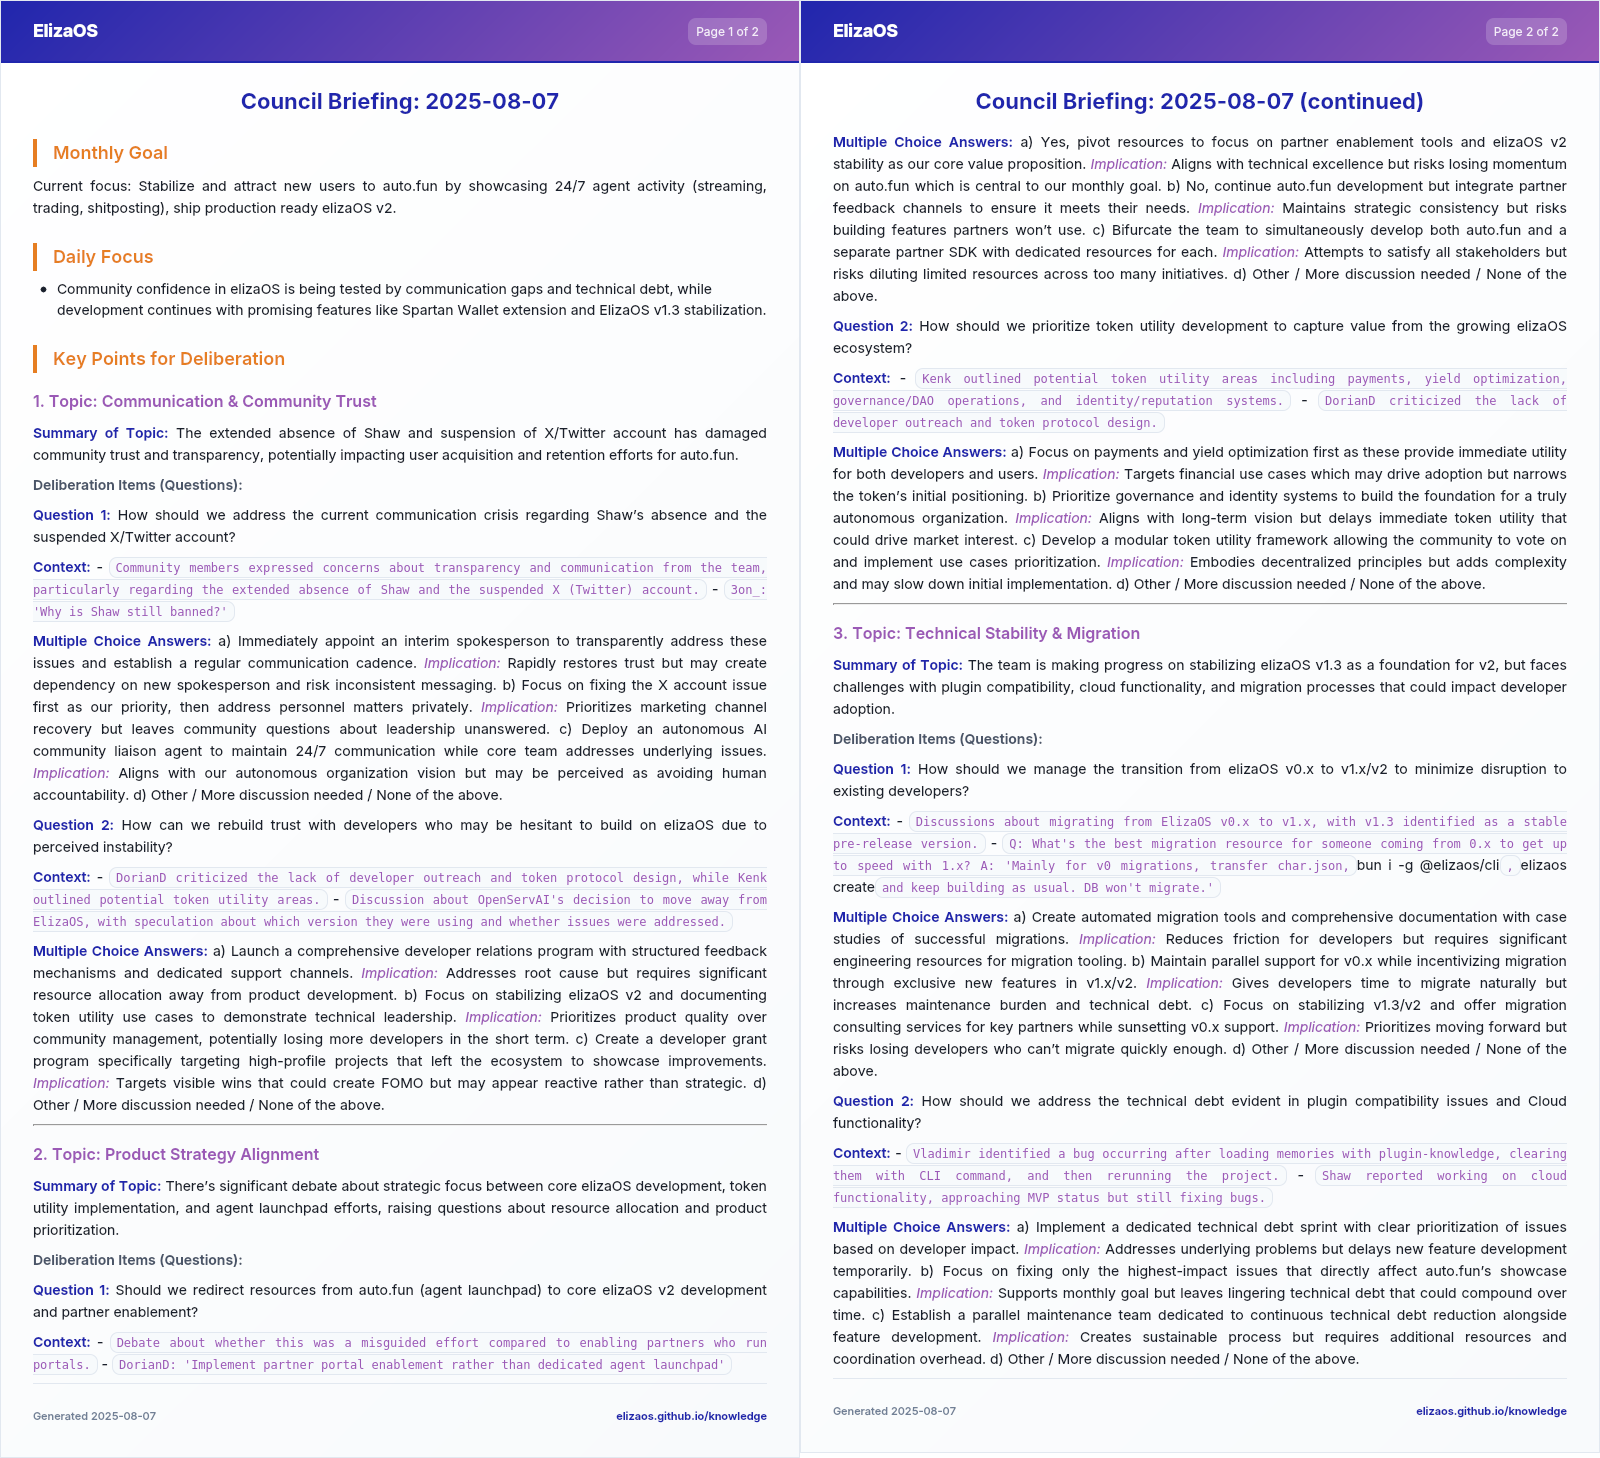 ElizaOS
Page 1 of 2
Council Briefing: 2025-08-07
Monthly Goal
Current focus: Stabilize and attract new users to auto.fun by showcasing 24/7 agent activity (streaming,
trading, shitposting), ship production ready elizaOS v2.
Daily Focus
• Community confidence in elizaOS is being tested by communication gaps and technical debt, while
development continues with promising features like Spartan Wallet extension and ElizaOS v1.3 stabilization.
Key Points for Deliberation
1. Topic: Communication & Community Trust
Summary of Topic: The extended absence of Shaw and suspension of X/Twitter account has damaged
community trust and transparency, potentially impacting user acquisition and retention efforts for auto.fun.
Deliberation Items (Questions):
Question 1: How should we address the current communication crisis regarding Shaw’s absence and the
suspended X/Twitter account?
Context: - Community members expressed concerns about transparency and communication from the team,
particularly regarding the extended absence of Shaw and the suspended X (Twitter) account. - 3on_:
'Why is Shaw still banned?'
Multiple Choice Answers: a) Immediately appoint an interim spokesperson to transparently address these
issues and establish a regular communication cadence. Implication: Rapidly restores trust but may create
dependency on new spokesperson and risk inconsistent messaging. b) Focus on fixing the X account issue
first as our priority, then address personnel matters privately. Implication: Prioritizes marketing channel
recovery but leaves community questions about leadership unanswered. c) Deploy an autonomous AI
community liaison agent to maintain 24/7 communication while core team addresses underlying issues.
Implication: Aligns with our autonomous organization vision but may be perceived as avoiding human
accountability. d) Other / More discussion needed / None of the above.
Question 2: How can we rebuild trust with developers who may be hesitant to build on elizaOS due to
perceived instability?
Context: - DorianD criticized the lack of developer outreach and token protocol design, while Kenk
outlined potential token utility areas. - Discussion about OpenServAI's decision to move away from
ElizaOS, with speculation about which version they were using and whether issues were addressed.
Multiple Choice Answers: a) Launch a comprehensive developer relations program with structured feedback
mechanisms and dedicated support channels. Implication: Addresses root cause but requires significant
resource allocation away from product development. b) Focus on stabilizing elizaOS v2 and documenting
token utility use cases to demonstrate technical leadership. Implication: Prioritizes product quality over
community management, potentially losing more developers in the short term. c) Create a developer grant
program specifically targeting high-profile projects that left the ecosystem to showcase improvements.
Implication: Targets visible wins that could create FOMO but may appear reactive rather than strategic. d)
Other / More discussion needed / None of the above.
2. Topic: Product Strategy Alignment
Summary of Topic: There’s significant debate about strategic focus between core elizaOS development, token
utility implementation, and agent launchpad efforts, raising questions about resource allocation and product
prioritization.
Deliberation Items (Questions):
Question 1: Should we redirect resources from auto.fun (agent launchpad) to core elizaOS v2 development
and partner enablement?
Context: - Debate about whether this was a misguided effort compared to enabling partners who run
portals. - DorianD: 'Implement partner portal enablement rather than dedicated agent launchpad'
Generated 2025-08-07
elizaos.github.io/knowledge
ElizaOS
Page 2 of 2
Council Briefing: 2025-08-07 (continued)
Multiple Choice Answers: a) Yes, pivot resources to focus on partner enablement tools and elizaOS v2
stability as our core value proposition. Implication: Aligns with technical excellence but risks losing momentum
on auto.fun which is central to our monthly goal. b) No, continue auto.fun development but integrate partner
feedback channels to ensure it meets their needs. Implication: Maintains strategic consistency but risks
building features partners won’t use. c) Bifurcate the team to simultaneously develop both auto.fun and a
separate partner SDK with dedicated resources for each. Implication: Attempts to satisfy all stakeholders but
risks diluting limited resources across too many initiatives. d) Other / More discussion needed / None of the
above.
Question 2: How should we prioritize token utility development to capture value from the growing elizaOS
ecosystem?
Context: - Kenk outlined potential token utility areas including payments, yield optimization,
governance/DAO operations, and identity/reputation systems. - DorianD criticized the lack of
developer outreach and token protocol design.
Multiple Choice Answers: a) Focus on payments and yield optimization first as these provide immediate utility
for both developers and users. Implication: Targets financial use cases which may drive adoption but narrows
the token’s initial positioning. b) Prioritize governance and identity systems to build the foundation for a truly
autonomous organization. Implication: Aligns with long-term vision but delays immediate token utility that
could drive market interest. c) Develop a modular token utility framework allowing the community to vote on
and implement use cases prioritization. Implication: Embodies decentralized principles but adds complexity
and may slow down initial implementation. d) Other / More discussion needed / None of the above.
3. Topic: Technical Stability & Migration
Summary of Topic: The team is making progress on stabilizing elizaOS v1.3 as a foundation for v2, but faces
challenges with plugin compatibility, cloud functionality, and migration processes that could impact developer
adoption.
Deliberation Items (Questions):
Question 1: How should we manage the transition from elizaOS v0.x to v1.x/v2 to minimize disruption to
existing developers?
Context: - Discussions about migrating from ElizaOS v0.x to v1.x, with v1.3 identified as a stable
pre-release version. - Q: What's the best migration resource for someone coming from 0.x to get up
to speed with 1.x? A: 'Mainly for v0 migrations, transfer char.json, bun i -g @elizaos/cli , elizaos
create and keep building as usual. DB won't migrate.'
Multiple Choice Answers: a) Create automated migration tools and comprehensive documentation with case
studies of successful migrations. Implication: Reduces friction for developers but requires significant
engineering resources for migration tooling. b) Maintain parallel support for v0.x while incentivizing migration
through exclusive new features in v1.x/v2. Implication: Gives developers time to migrate naturally but
increases maintenance burden and technical debt. c) Focus on stabilizing v1.3/v2 and offer migration
consulting services for key partners while sunsetting v0.x support. Implication: Prioritizes moving forward but
risks losing developers who can’t migrate quickly enough. d) Other / More discussion needed / None of the
above.
Question 2: How should we address the technical debt evident in plugin compatibility issues and Cloud
functionality?
Context: - Vladimir identified a bug occurring after loading memories with plugin-knowledge, clearing
them with CLI command, and then rerunning the project. - Shaw reported working on cloud
functionality, approaching MVP status but still fixing bugs.
Multiple Choice Answers: a) Implement a dedicated technical debt sprint with clear prioritization of issues
based on developer impact. Implication: Addresses underlying problems but delays new feature development
temporarily. b) Focus on fixing only the highest-impact issues that directly affect auto.fun’s showcase
capabilities. Implication: Supports monthly goal but leaves lingering technical debt that could compound over
time. c) Establish a parallel maintenance team dedicated to continuous technical debt reduction alongside
feature development. Implication: Creates sustainable process but requires additional resources and
coordination overhead. d) Other / More discussion needed / None of the above.
Generated 2025-08-07
elizaos.github.io/knowledge